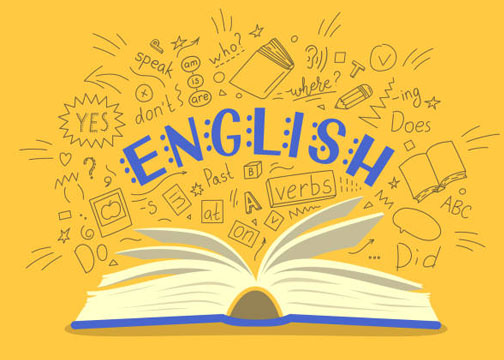 who?
speak
am
is
are
where?
don't
YES
-ing
Does
ENGLISH
Past
B
verbs
-s
A
at
on
ABC
DO
Did
...